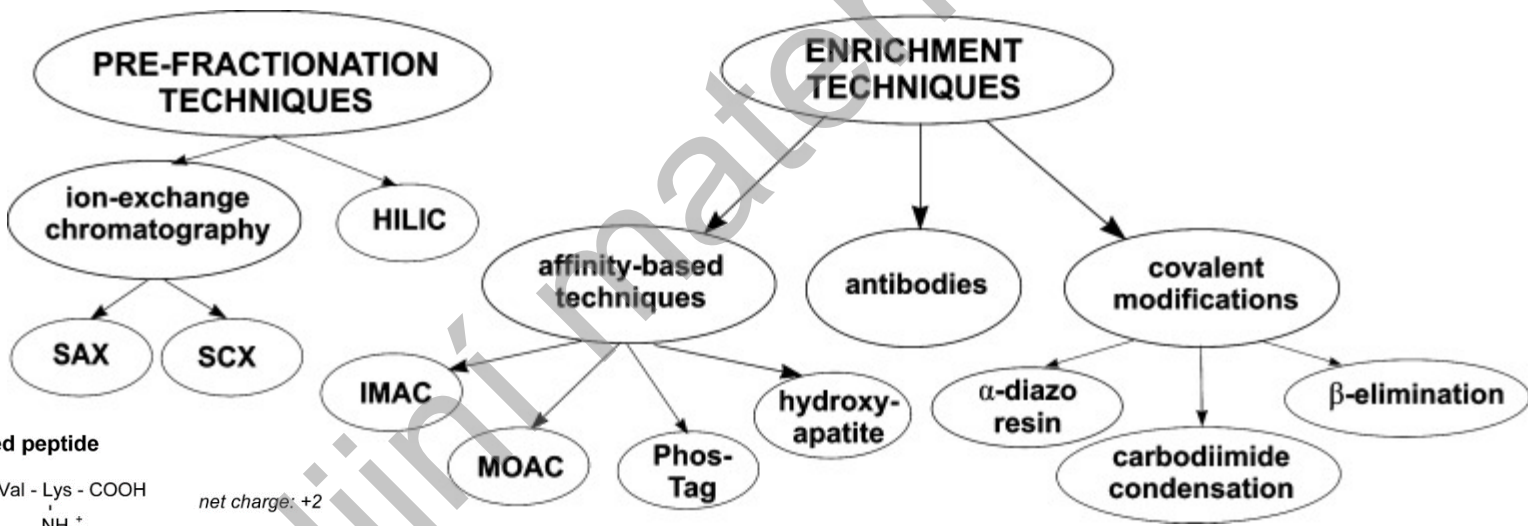 PRE-FRACTIONATION
TECHNIQUES
ENRICHMENT
TECHNIQUES
ion-exchange
chromatography
HILIC
affinity-based
techniques
antibodies
covalent
modifications
SAX
SCX
IMAC
MOAC
Phos-
Tag
hydroxy-
apatite
α-diazo
resin
carbodiimide
condensation
β-elimination
peptide
Val - Lys - COOH
NH +
net charge: +2